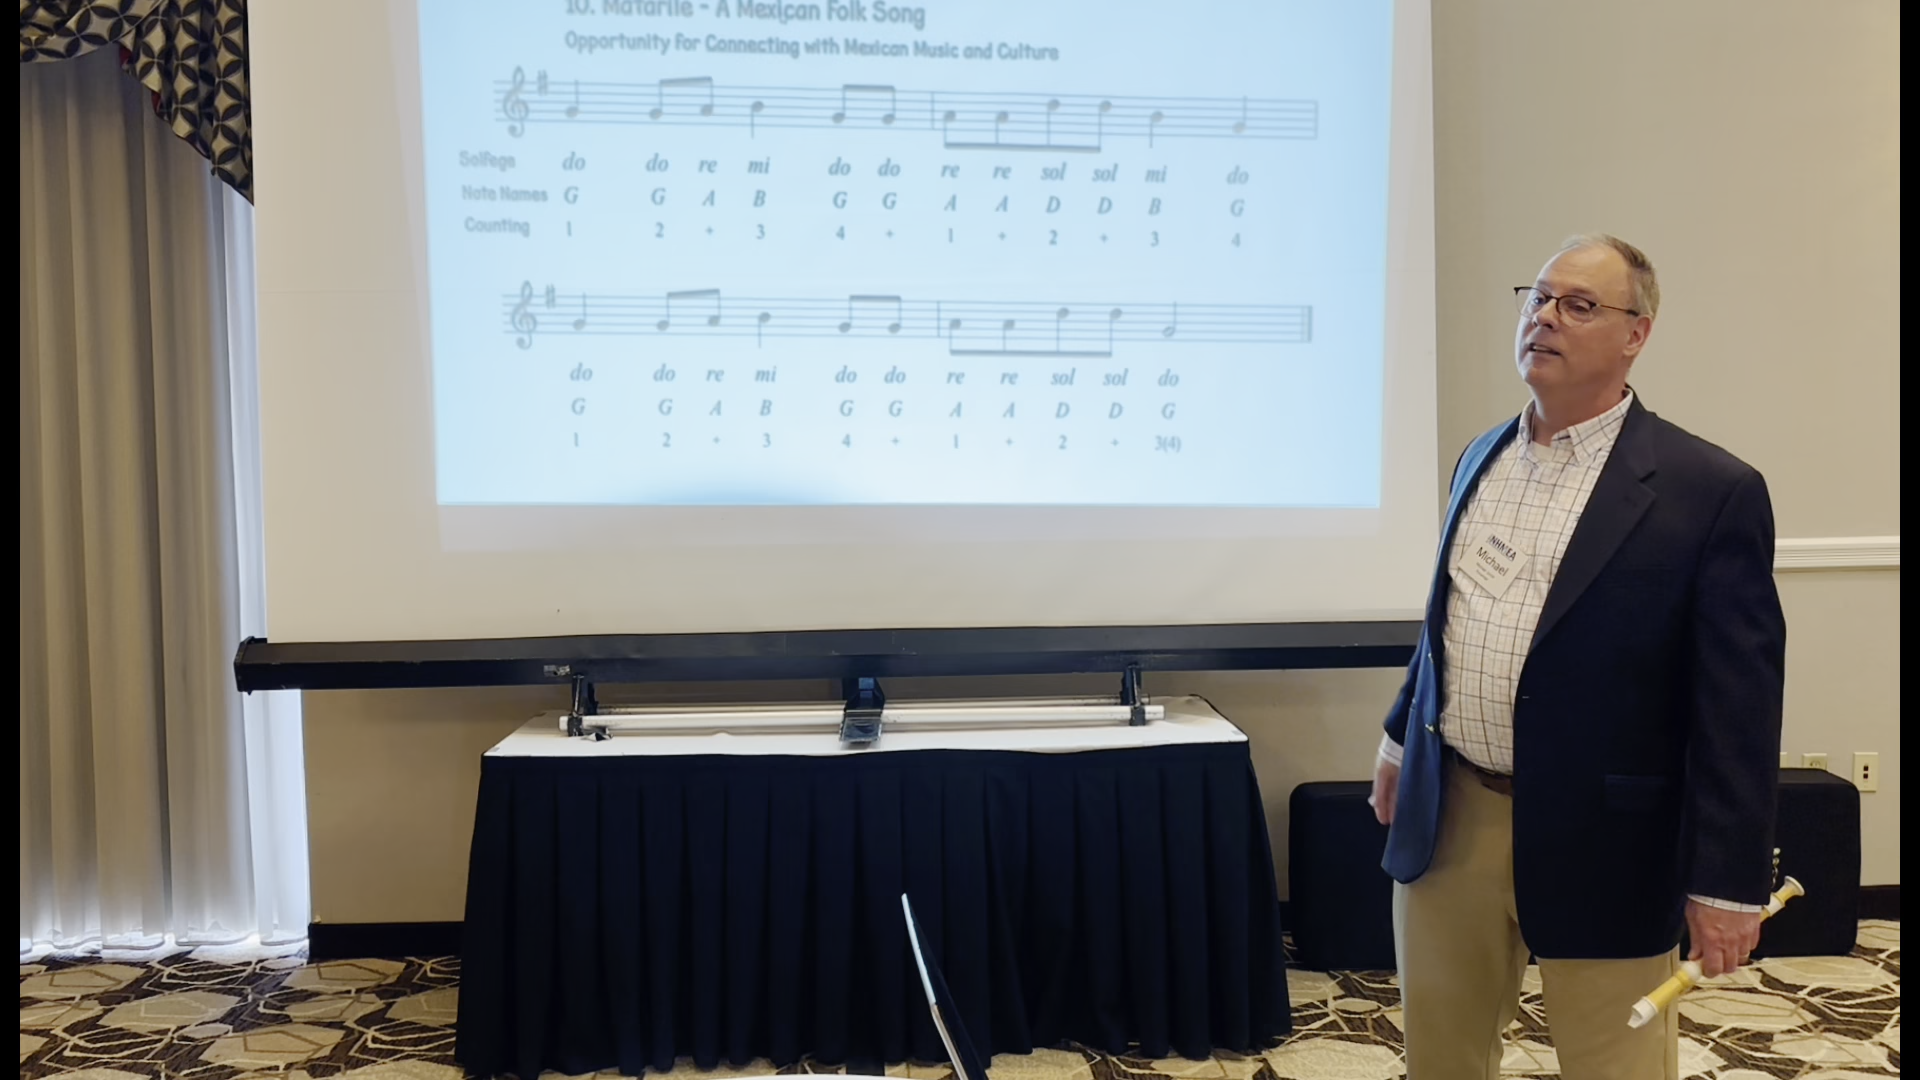 10. Matarile - A Mexican Folk Song
Opportunity for Connecting with Mexican Music and Culture
Solfege do do re mi do do re re sol sol mi do
Note Names G G A B G G A A D D B G
Counting 1 2 + 3 4 + 1 + 2 + 3 4
do do re mi do do re re sol sol do
G G A B G G A A D D G
1 2 + 3 4 + 1 + 2 + 3(4)
NHMEA
Michael